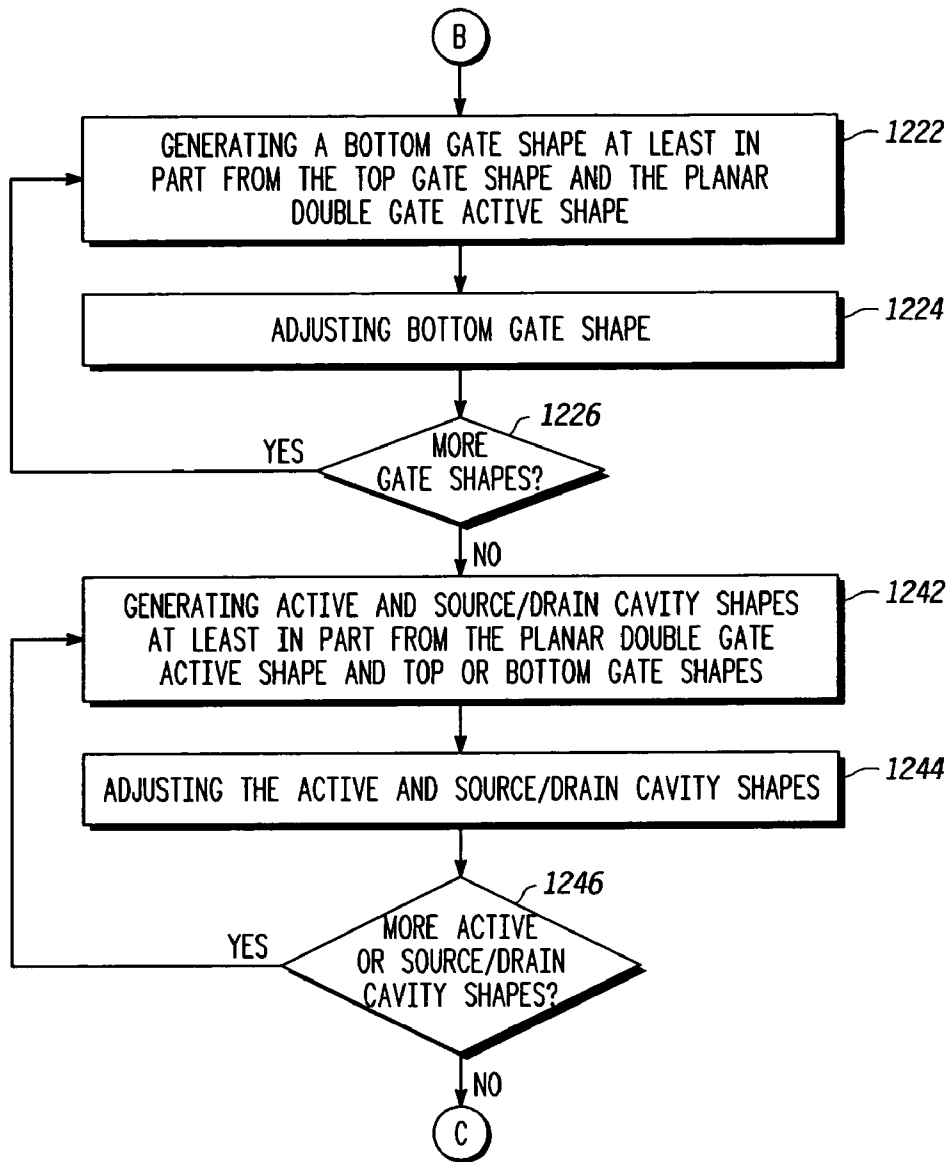 B
GENERATING A BOTTOM GATE SHAPE AT LEAST IN
PART FROM THE TOP GATE SHAPE AND THE PLANAR
DOUBLE GATE ACTIVE SHAPE
1222
ADJUSTING BOTTOM GATE SHAPE
1224
1226
YES
MORE
GATE SHAPES?
NO
GENERATING ACTIVE AND SOURCE/DRAIN CAVITY SHAPES
AT LEAST IN PART FROM THE PLANAR DOUBLE GATE
ACTIVE SHAPE AND TOP OR BOTTOM GATE SHAPES
1242
ADJUSTING THE ACTIVE AND SOURCE/DRAIN CAVITY SHAPES
1244
1246
YES
MORE ACTIVE
OR SOURCE/DRAIN
CAVITY SHAPES?
NO
C